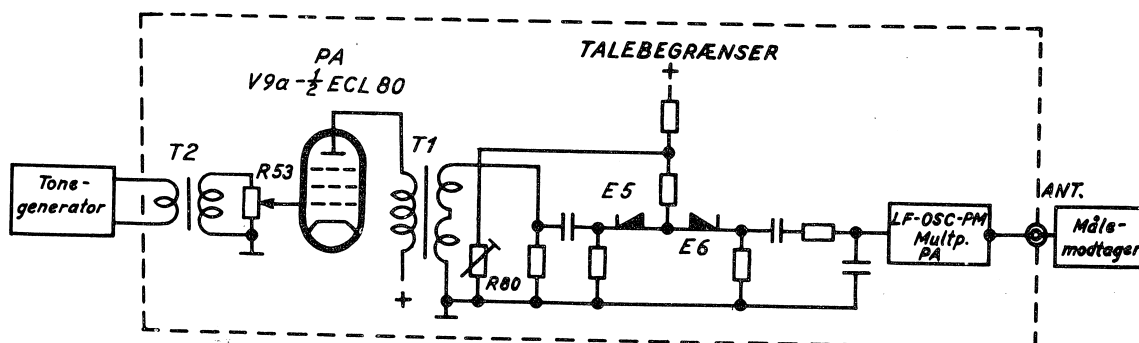 PA
V9a-½ ECL 80
TALEBEGRÆNSER
+
T2
R53
T1
E5
E6
ANT.
Tone-
generator
LF-OSC-PM
Multp.
PA
Måle-
modtager
R80
+